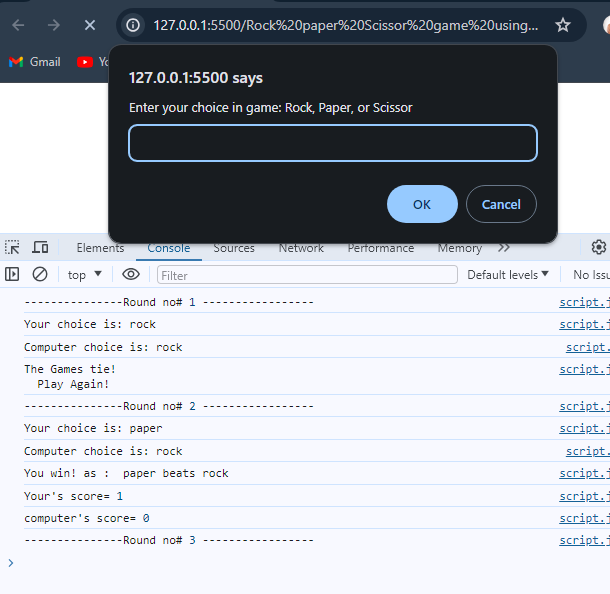 127.0.0.1:5500/Rock%20paper%20Scissor%20game%20using...
Gmail
127.0.0.1:5500 says
Enter your choice in game: Rock, Paper, or Scissor
OK
Cancel
Elements Console Sources Network Performance Memory
top Filter Default levels No Issu
---------------Round no# 1 ----------------- script.j
Your choice is: rock script.j
Computer choice is: rock script.
The Games tie! script.j
Play Again!
---------------Round no# 2 ----------------- script.j
Your choice is: paper script.j
Computer choice is: rock script.
You win! as :  paper beats rock script.j
Your's score= 1 script.j
computer's score= 0 script.j
---------------Round no# 3 ----------------- script.j